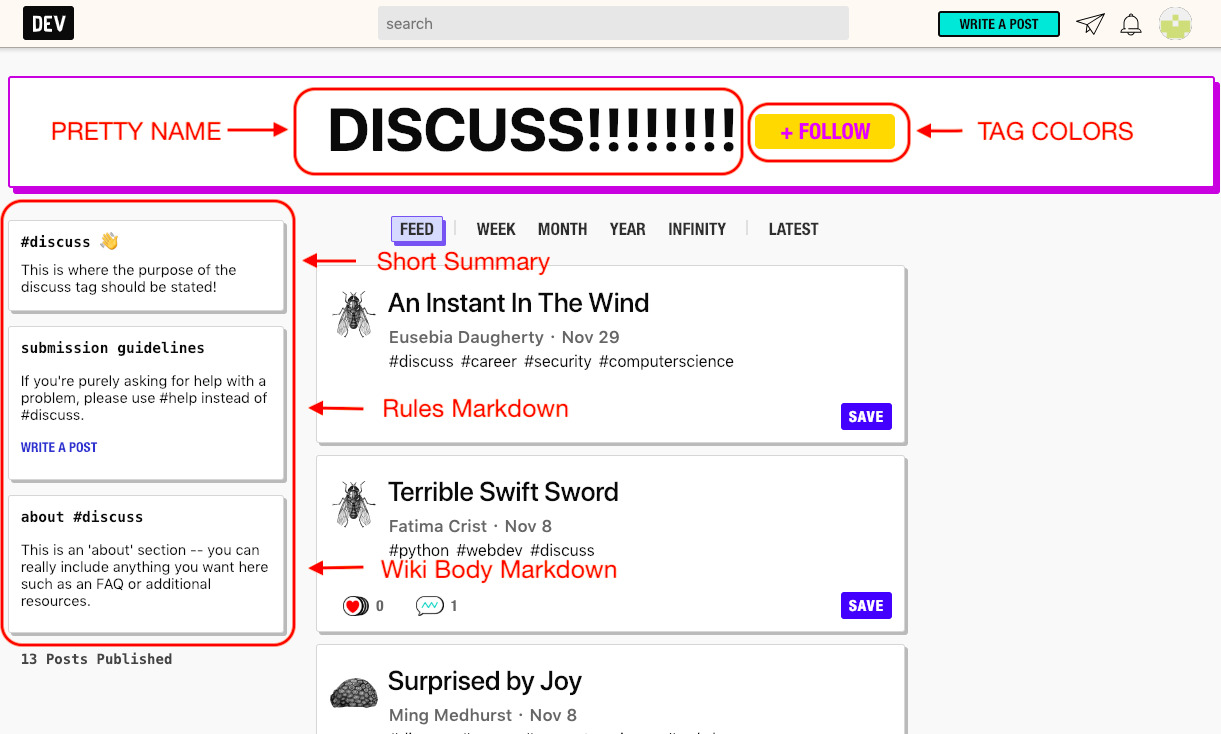 DEV
search
WRITE A POST
PRETTY NAME
DISCUSS!!!!!!!!
+ FOLLOW
TAG COLORS
#discuss 👋
This is where the purpose of the
discuss tag should be stated!
submission guidelines
If you're purely asking for help with a
problem, please use #help instead of
#discuss.
WRITE A POST
about #discuss
This is an 'about' section -- you can
really include anything you want here
such as an FAQ or additional
resources.
13 Posts Published
FEED
WEEK
MONTH
YEAR
INFINITY
LATEST
Short Summary
An Instant In The Wind
Eusebia Daugherty · Nov 29
#discuss #career #security #computerscience
Rules Markdown
SAVE
Terrible Swift Sword
Fatima Crist · Nov 8
#python #webdev #discuss
Wiki Body Markdown
0
1
SAVE
Surprised by Joy
Ming Medhurst · Nov 8